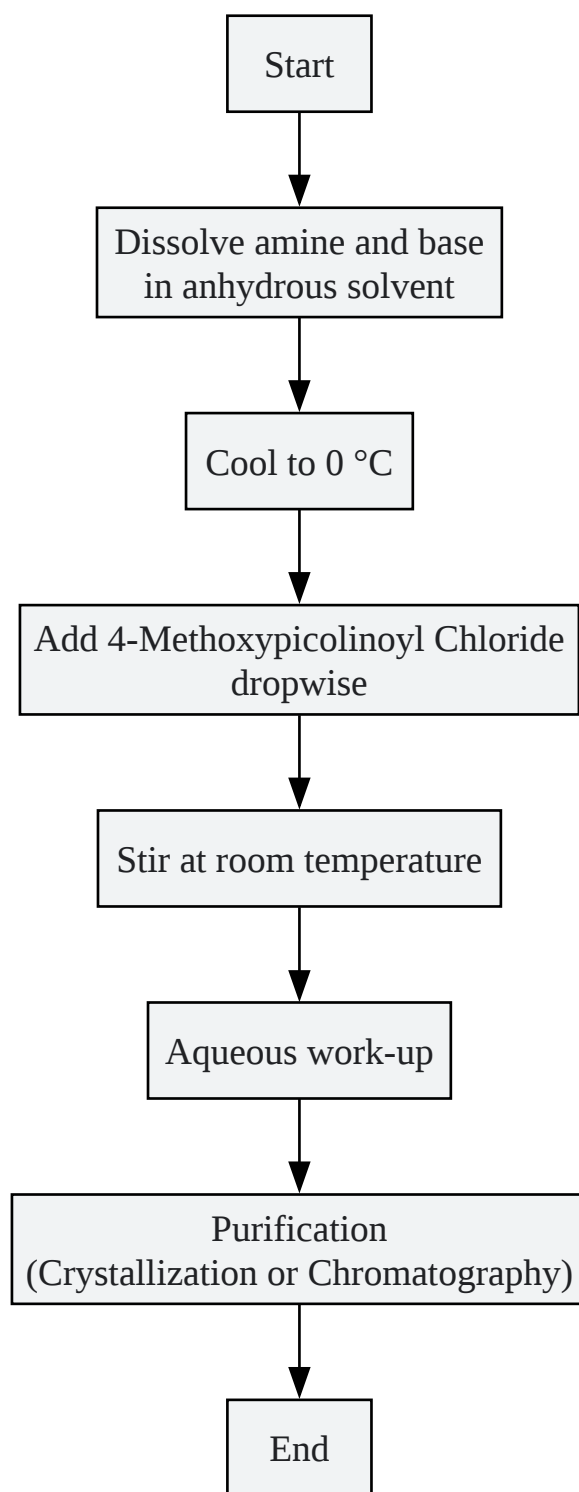 Start
Dissolve amine and base
in anhydrous solvent
Cool to 0 °C
Add 4-Methoxypicolinoyl Chloride
dropwise
Stir at room temperature
Aqueous work-up
Purification
(Crystallization or Chromatography)
End